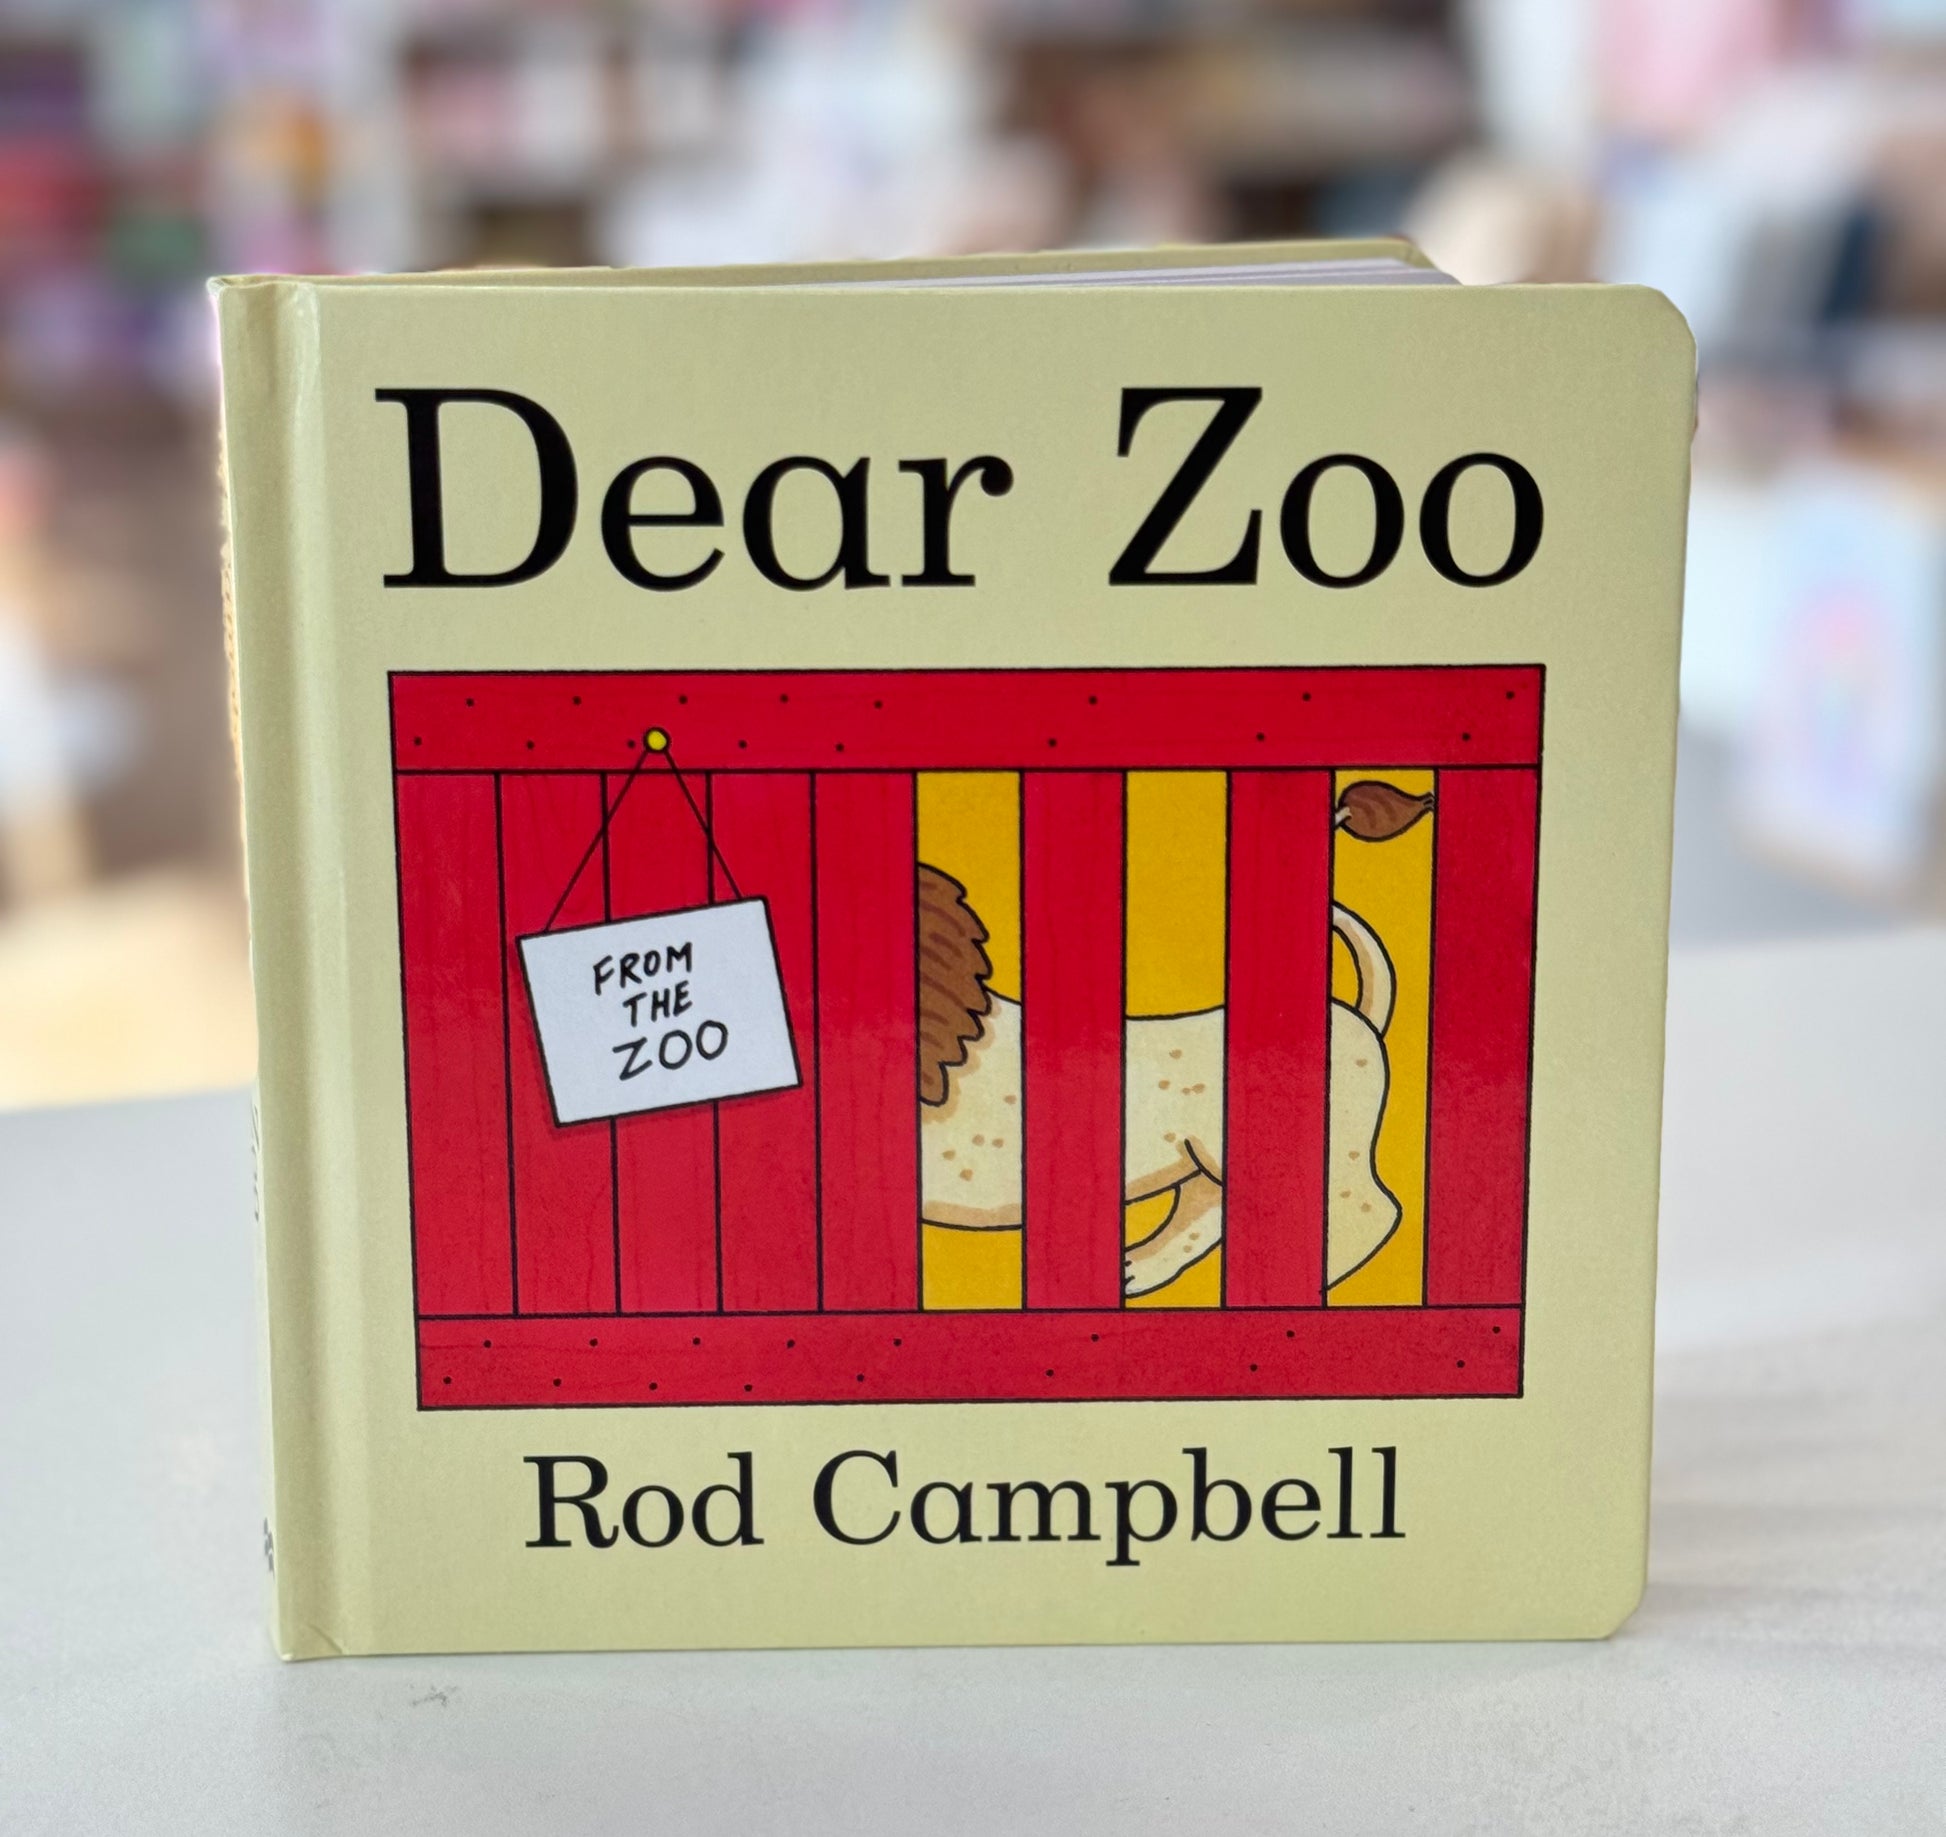 Dear Zoo
FROM
THE
ZOO
Rod Campbell